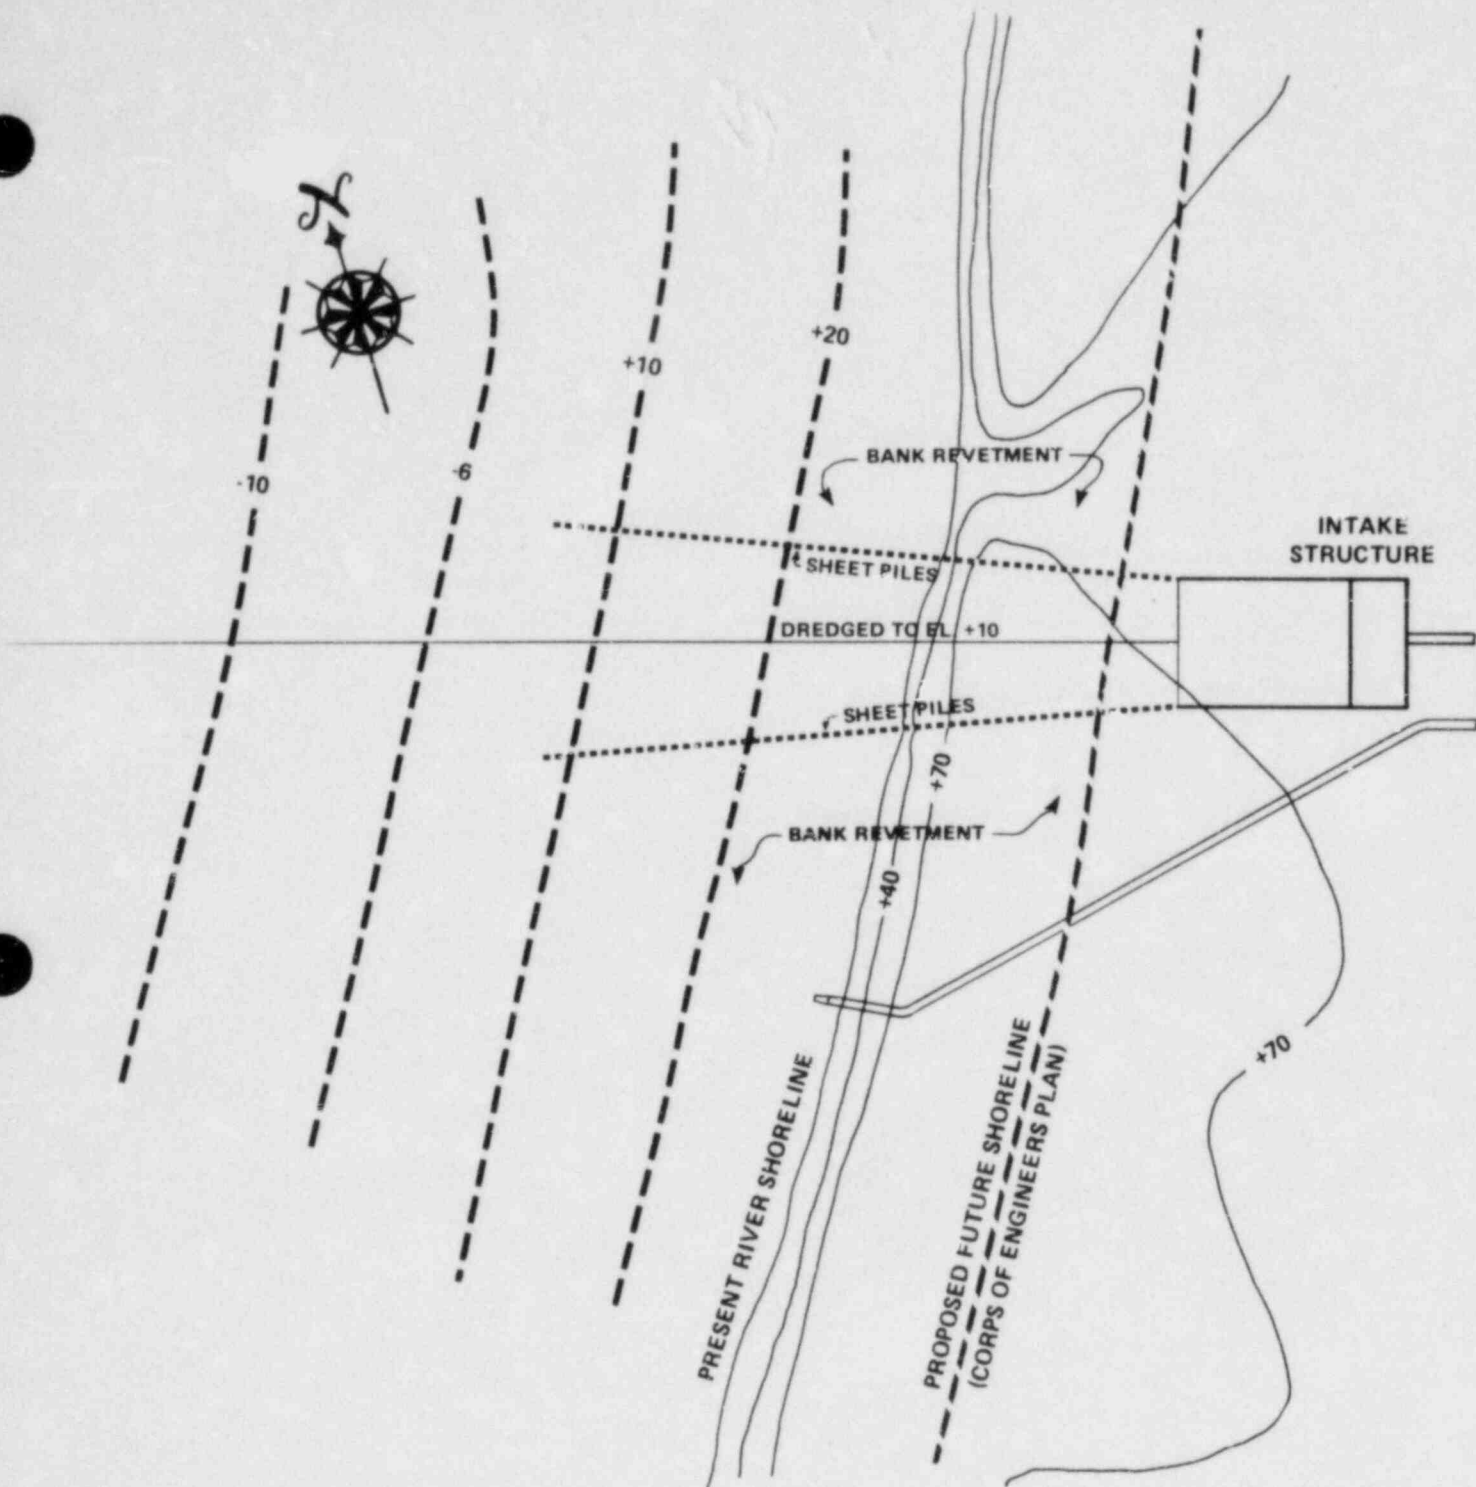 N
+20
+10
-6
-10
BANK REVETMENT
INTAKE
STRUCTURE
SHEET PILES
DREDGED TO EL. +10
SHEET PILES
+70
BANK REVETMENT
+40
+70
PRESENT RIVER SHORELINE
PROPOSED FUTURE SHORELINE
(CORPS OF ENGINEERS PLAN)